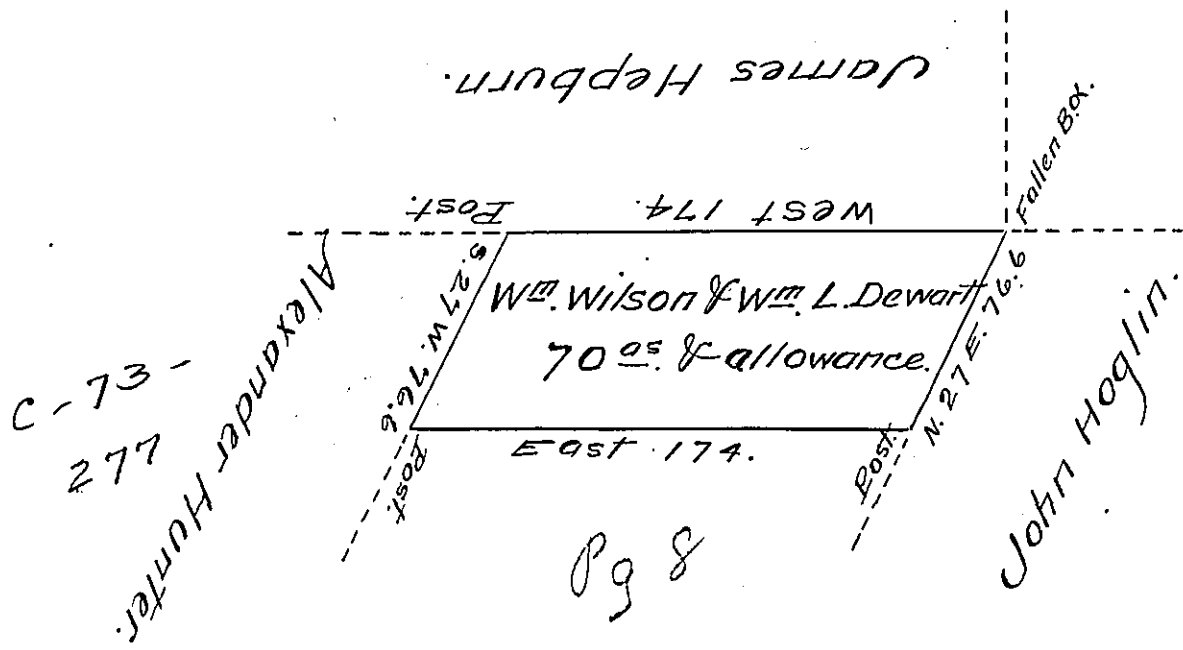 James Hepburn.
Fallen B.O.
West 174.
Post.
S. 27 W. 76.6
Wm. Wilson & Wm. L. Dewart
70 as. & allowance.
N. 27 E. 76.6
Alexander Hunter.
C-73-
277
East 174.
Post.
Post.
John Hoglin.
Pg 8